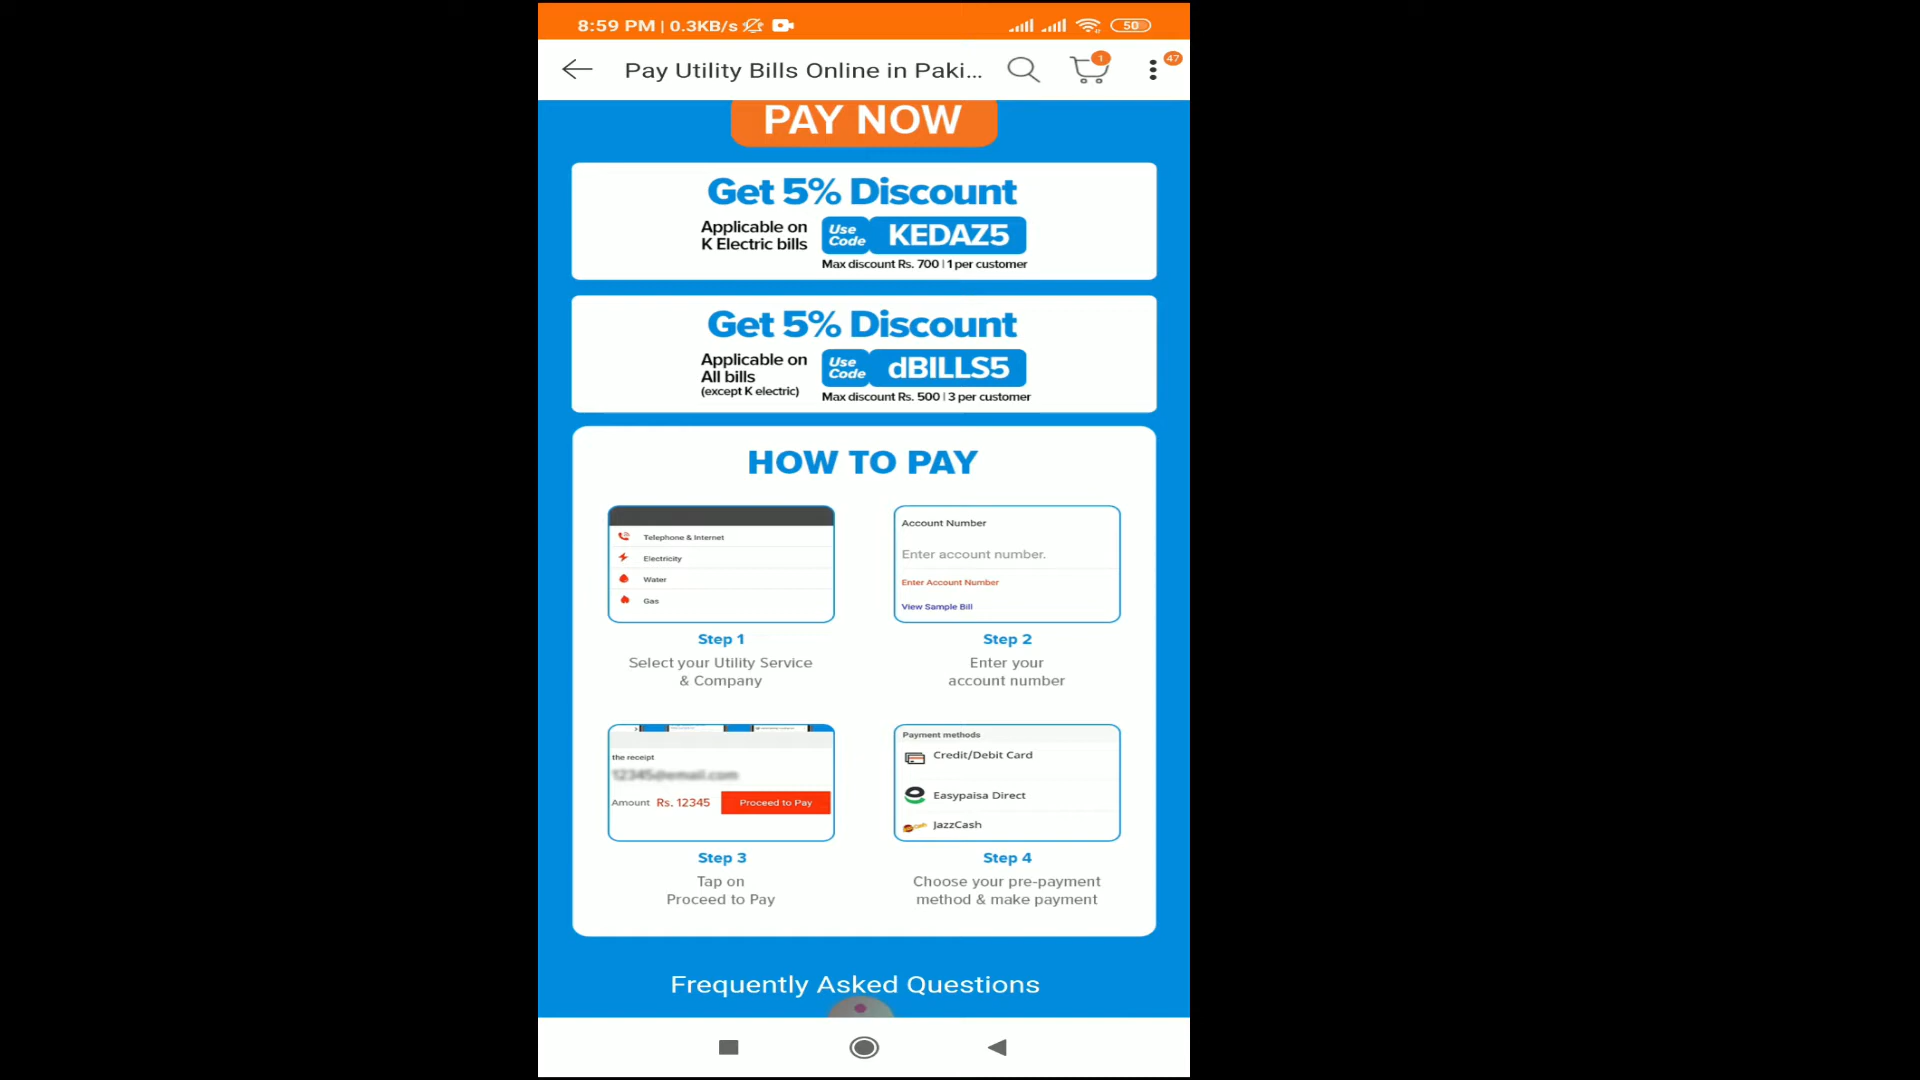 8:59 PM | 0.3KB/s
50
Pay Utility Bills Online in Paki...
1
47
PAY NOW
Get 5% Discount
Applicable on
K Electric bills
Use
Code
KEDAZ5
Max discount Rs. 700 | 1 per customer
Get 5% Discount
Applicable on
All bills
(except K electric)
Use
Code
dBILLS5
Max discount Rs. 500 | 3 per customer
HOW TO PAY
Telephone & Internet
Electricity
Water
Gas
Step 1
Select your Utility Service
& Company
Account Number
Enter account number.
Enter Account Number
View Sample Bill
Step 2
Enter your
account number
the receipt
12345@email.com
Amount Rs. 12345 Proceed to Pay
Step 3
Tap on
Proceed to Pay
Payment methods
Credit/Debit Card
Easypaisa Direct
JazzCash
Step 4
Choose your pre-payment
method & make payment
Frequently Asked Questions